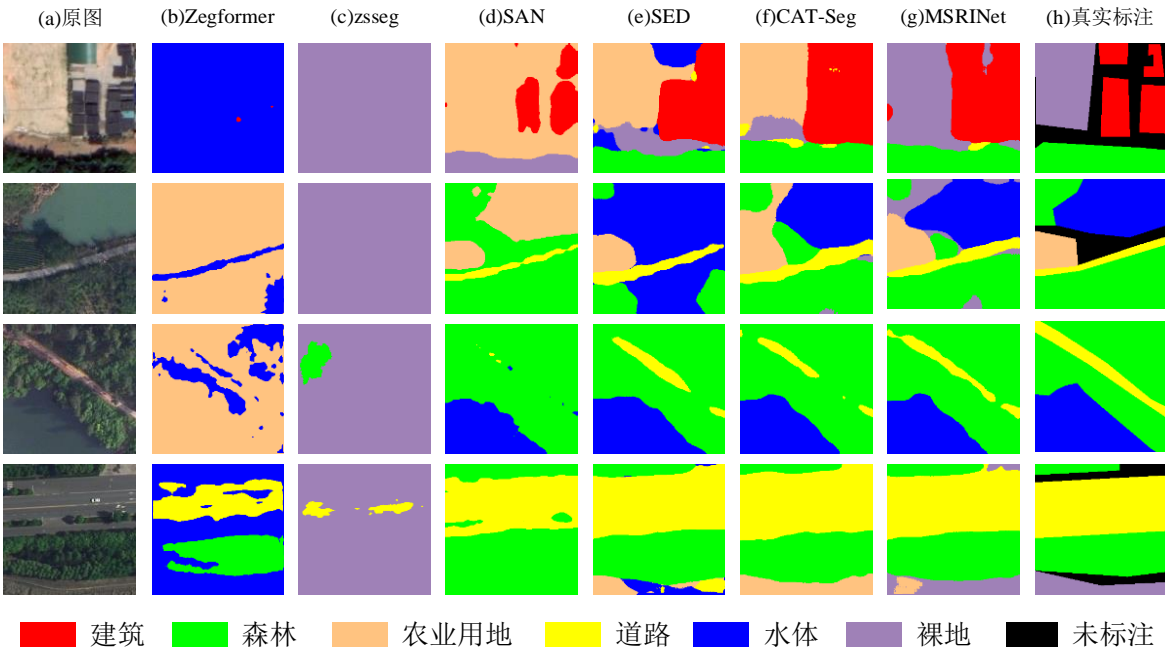 (a)原图 (b)Zegformer (c)zsseg (d)SAN (e)SED (f)CAT-Seg (g)MSRINet (h)真实标注
建筑 森林 农业用地 道路 水体 裸地 未标注